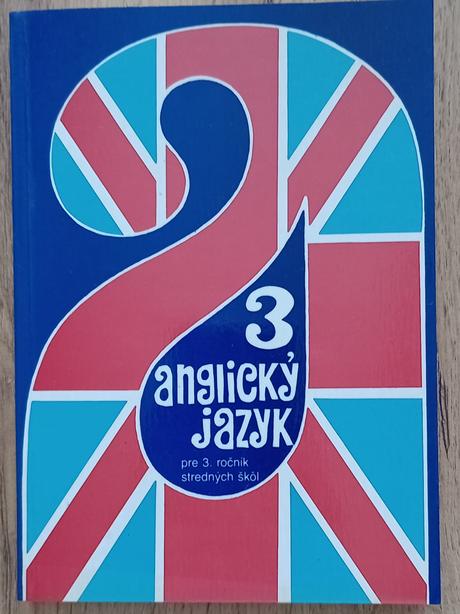 3
anglický
jazyk
pre 3. ročník
stredných škôl